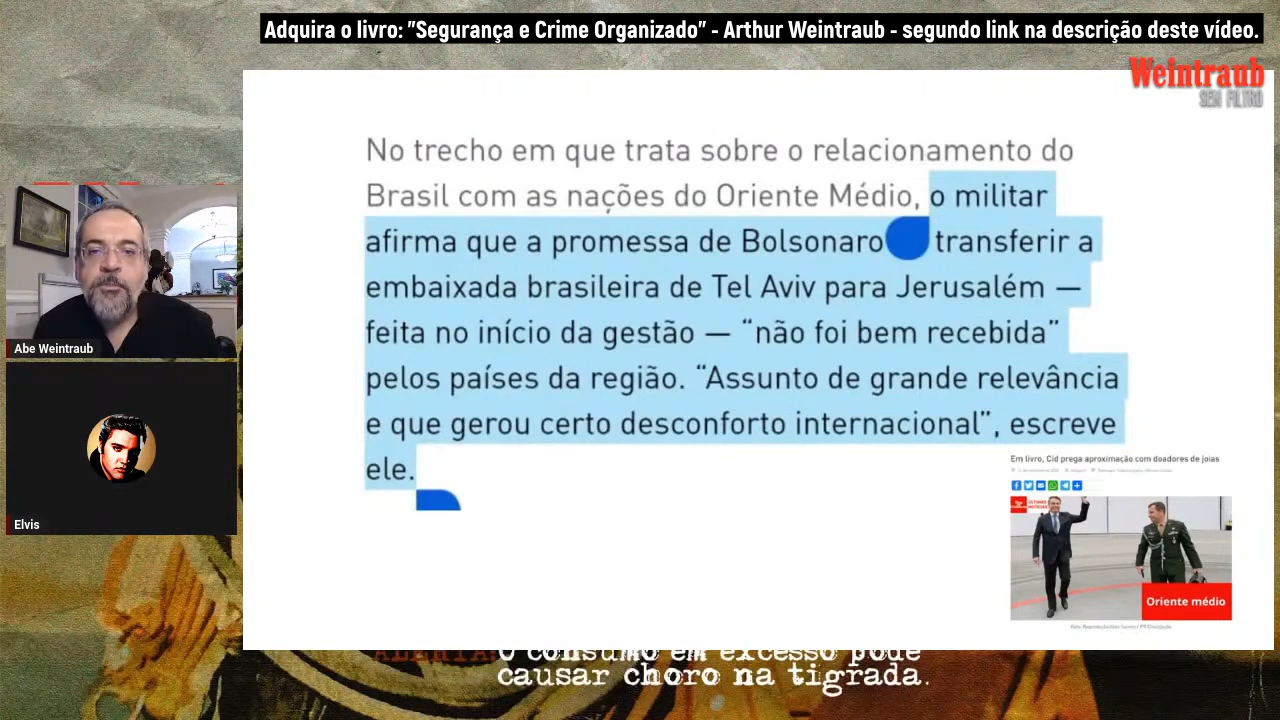 Adquira o livro: "Segurança e Crime Organizado" - Arthur Weintraub - segundo link na descrição deste vídeo.
Weintraub
SEM FILTRO
No trecho em que trata sobre o relacionamento do
Brasil com as nações do Oriente Médio, o militar
afirma que a promessa de Bolsonaro transferir a
embaixada brasileira de Tel Aviv para Jerusalém —
feita no início da gestão — “não foi bem recebida”
pelos países da região. “Assunto de grande relevância
e que gerou certo desconforto internacional”, escreve
ele.
Abe Weintraub
Elvis
Em livro, Cid prega aproximação com doadores de joias
ÚLTIMAS
NOTÍCIAS
Oriente médio
O consumo em excesso pode
causar choro na tigrada.